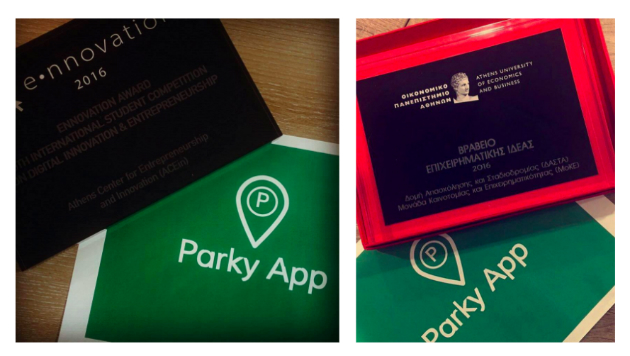 e·nnovation
2016
ENNOVATION AWARD
TH INTERNATIONAL STUDENT COMPETITION
N DIGITAL INNOVATION & ENTREPRENEURSHIP
Athens Center for Entrepreneurship
and Innovation (ACEin)
P
Parky App
ΟΙΚΟΝΟΜΙΚΟ
ΠΑΝΕΠΙΣΤΗΜΙΟ
ΑΘΗΝΩΝ
ATHENS UNIVERSITY
OF ECONOMICS
AND BUSINESS
ΒΡΑΒΕΙΟ
ΕΠΙΧΕΙΡΗΜΑΤΙΚΗΣ ΙΔΕΑΣ
2016
Δομή Απασχόλησης και Σταδιοδρομίας (ΔΑΣΤΑ)
Μονάδα Καινοτομίας και Επιχειρηματικότητας (ΜοΚΕ)
P
Parky App